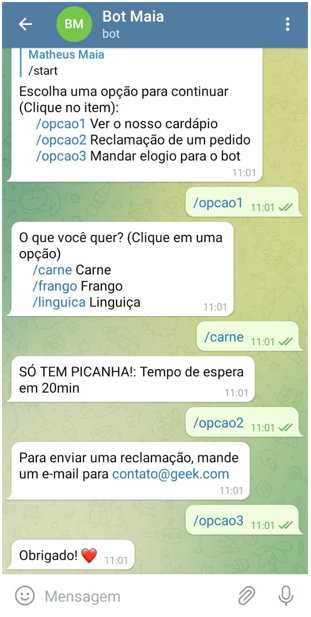 BM
Bot Maia
bot
Matheus Maia
/start
Escolha uma opção para continuar
(Clique no item):
/opcao1 Ver o nosso cardápio
/opcao2 Reclamação de um pedido
/opcao3 Mandar elogio para o bot
11:01
/opcao1 11:01
O que você quer? (Clique em uma
opção)
/carne Carne
/frango Frango
/linguica Linguiça
11:01
/carne 11:01
SÓ TEM PICANHA!: Tempo de espera
em 20min
11:01
/opcao2 11:01
Para enviar uma reclamação, mande
um e-mail para contato@geek.com
11:01
/opcao3 11:01
Obrigado! ❤️ 11:01
Mensagem